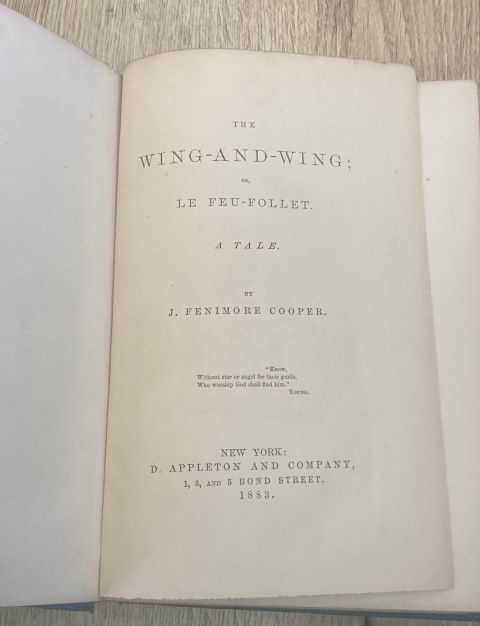 THE
WING-AND-WING;
OR,
LE FEU-FOLLET.
A TALE.
BY
J. FENIMORE COOPER.
"Know,
Without star or angel for their guide,
Who worship God shall find him."
YOUNG.
NEW YORK:
D. APPLETON AND COMPANY,
1, 3, AND 5 BOND STREET.
1883.